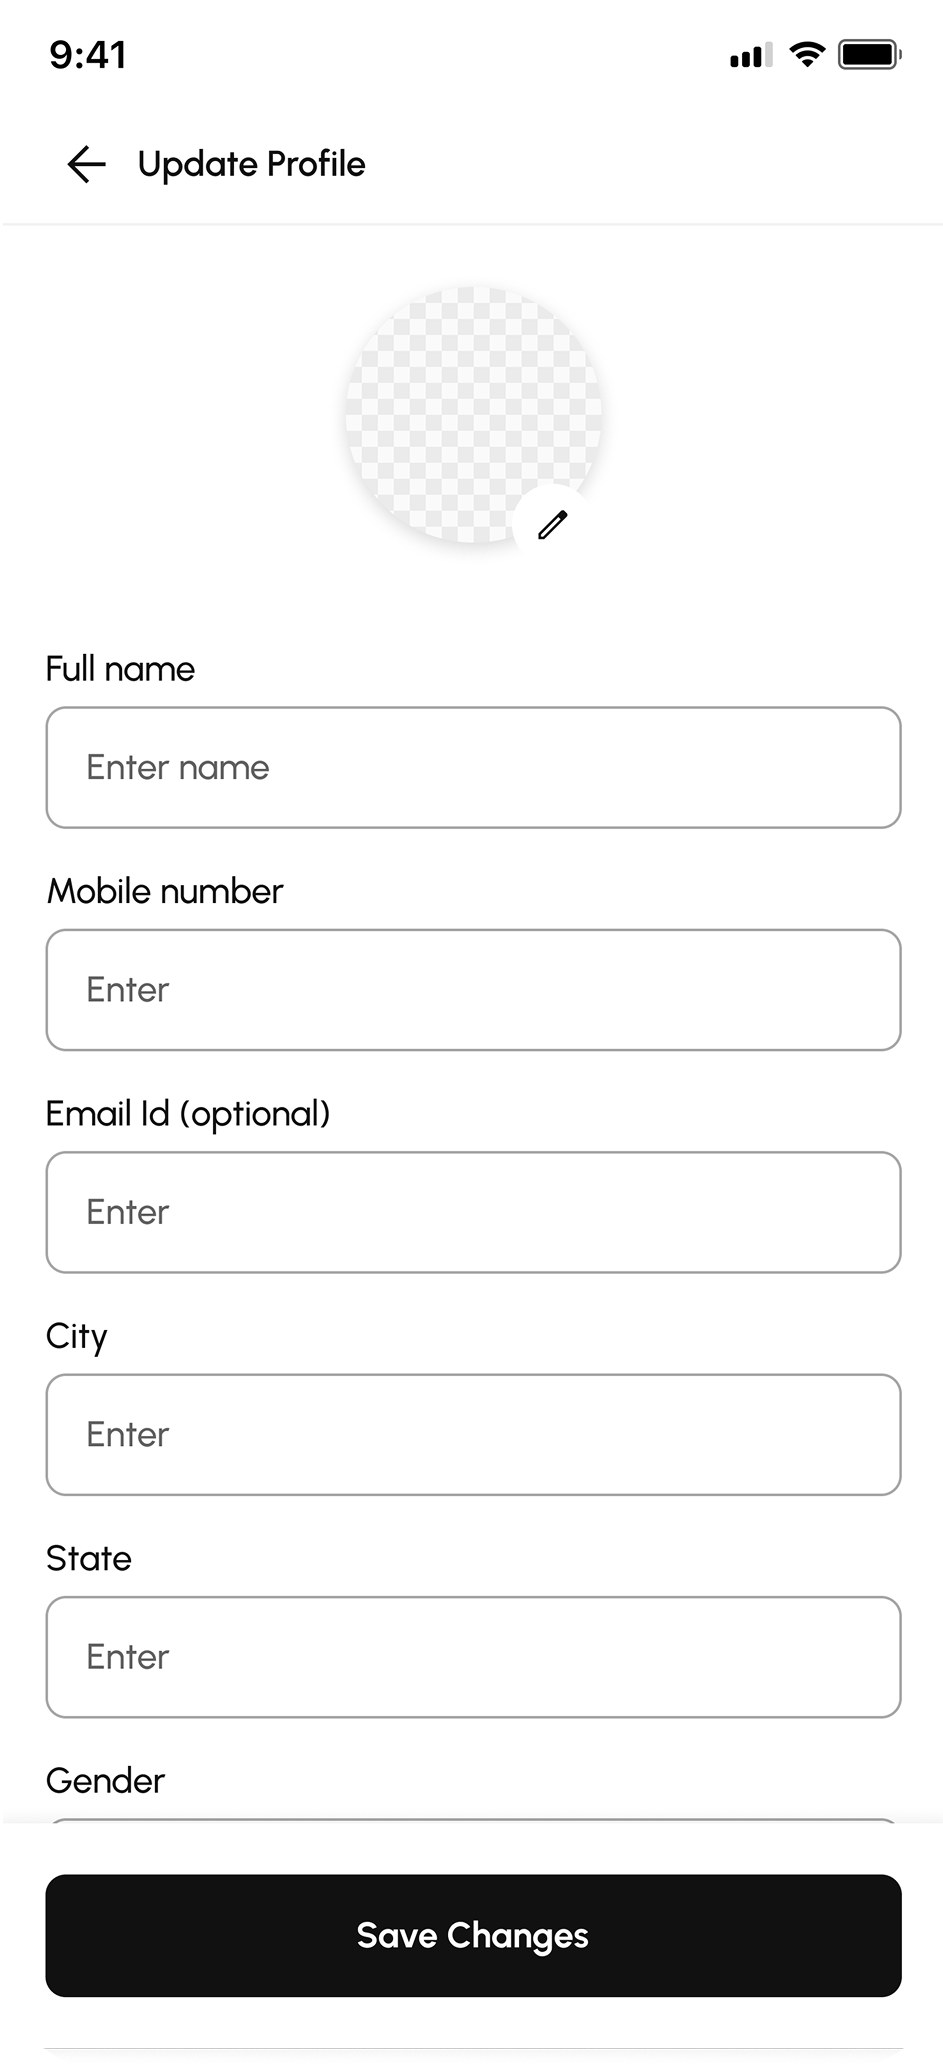 9:41
Update Profile
Full name
Enter name
Mobile number
Enter
Email Id (optional)
Enter
City
Enter
State
Enter
Gender
Save Changes